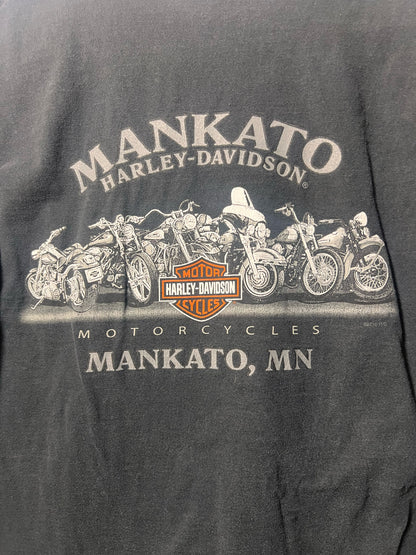 MANKATO
HARLEY-DAVIDSON®
MOTOR
HARLEY-DAVIDSON
CYCLES
MOTORCYCLES
MANKATO, MN